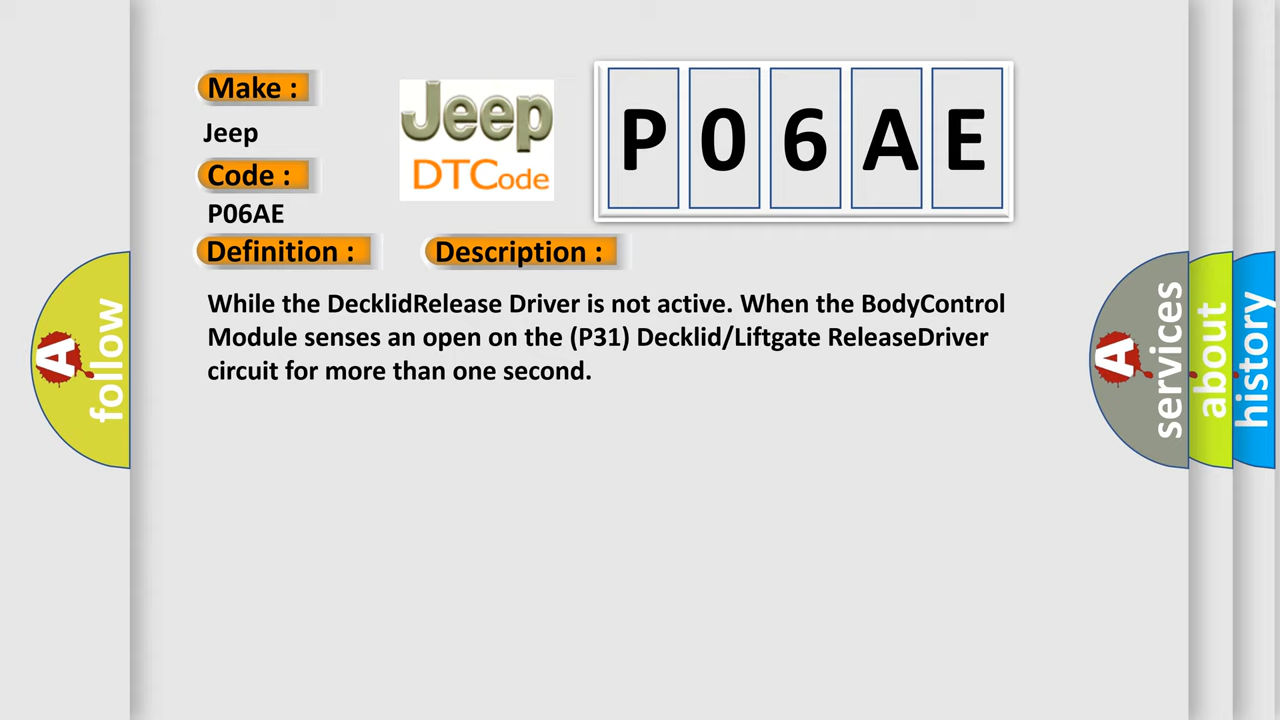 Make :
Jeep
Code :
P06AE
Definition :
Description :
While the DecklidRelease Driver is not active. When the BodyControl
Module senses an open on the (P31) Decklid/Liftgate ReleaseDriver
circuit for more than one second.
Jeep
DTCode
P06AE
A
follow
A
services
about
history